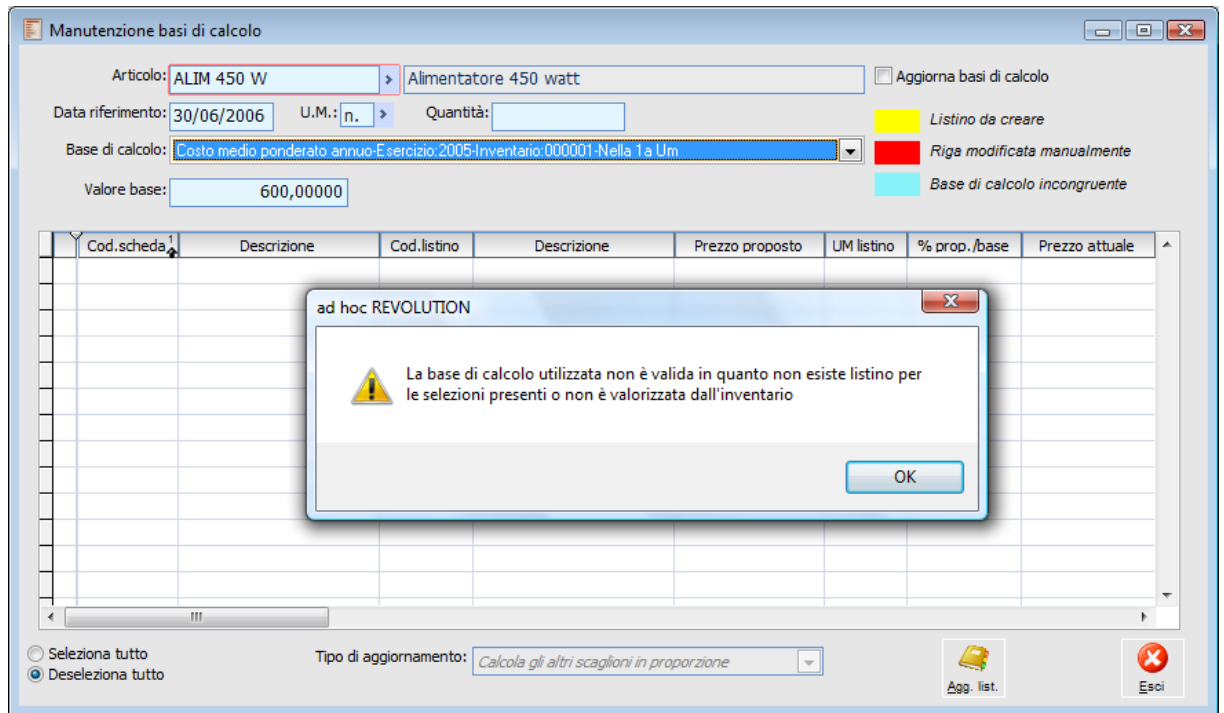 Manutenzione basi di calcolo
Articolo: ALIM 450 W Alimentatore 450 watt Aggiorna basi di calcolo
Data riferimento: 30/06/2006 U.M.: n. Quantità: Listino da creare
Base di calcolo: Costo medio ponderato annuo-Esercizio:2005-Inventario:000001-Nella 1a Um Riga modificata manualmente
Valore base: 600,00000 Base di calcolo incongruente
Cod.scheda 1 Descrizione Cod.listino Descrizione Prezzo proposto UM listino % prop./base Prezzo attuale
ad hoc REVOLUTION
La base di calcolo utilizzata non è valida in quanto non esiste listino per
le selezioni presenti o non è valorizzata dall'inventario
OK
Seleziona tutto Tipo di aggiornamento: Calcola gli altri scaglioni in proporzione
Deseleziona tutto
Agg. list. Esci